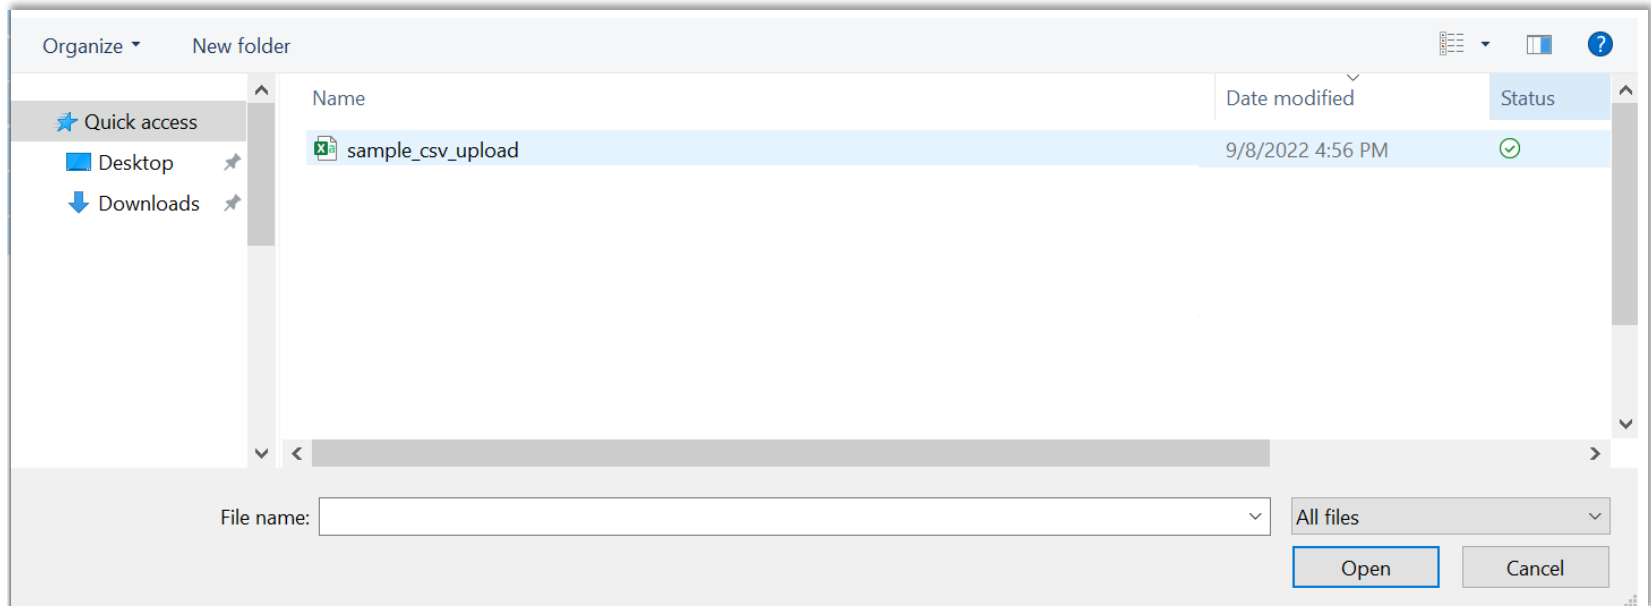 Organize New folder ?
Name Date modified Status
Quick access
sample_csv_upload 9/8/2022 4:56 PM
Desktop
Downloads
File name: All files
Open Cancel